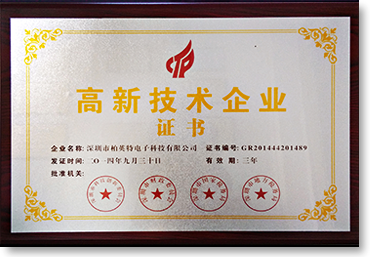 高新技术企业
证书
企业名称:深圳市柏英特电子科技有限公司 证书编号:GR201444201489
发证时间:二〇一四年九月三十日 有效期:三年
批准机关: